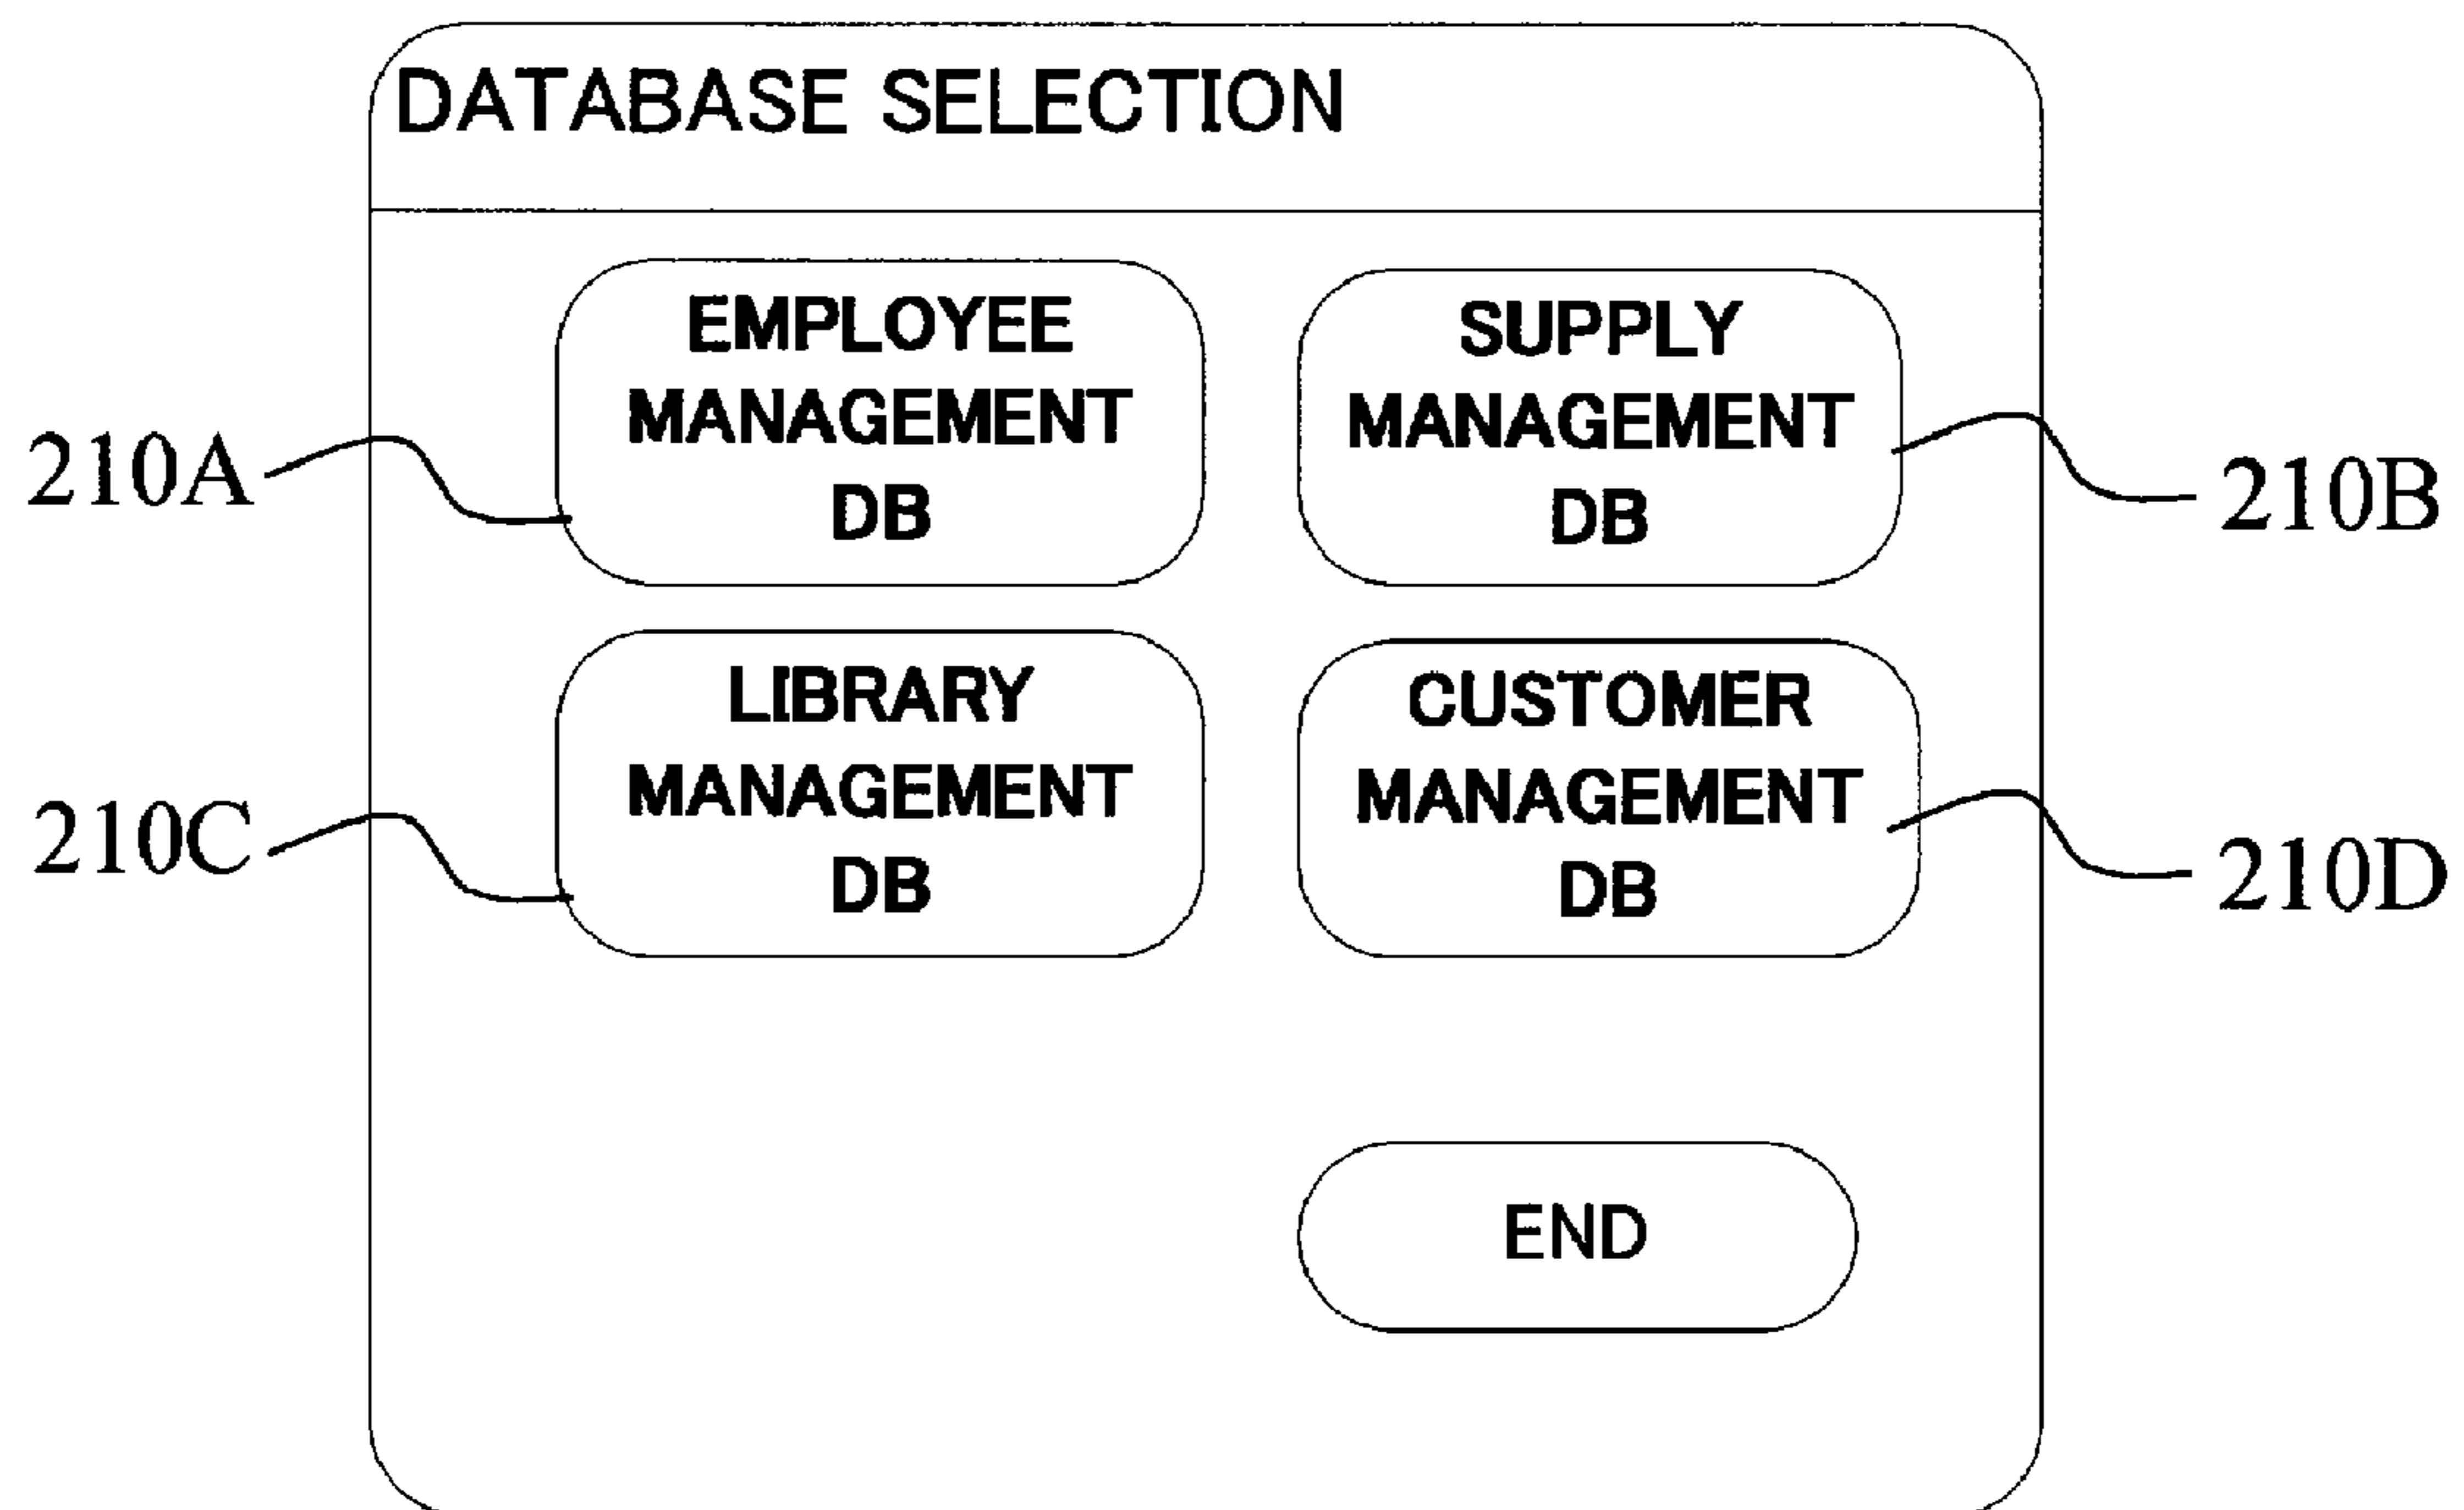 DATABASE SELECTION
EMPLOYEE
MANAGEMENT
DB
210A
SUPPLY
MANAGEMENT
DB
210B
LIBRARY
MANAGEMENT
DB
210C
CUSTOMER
MANAGEMENT
DB
210D
END